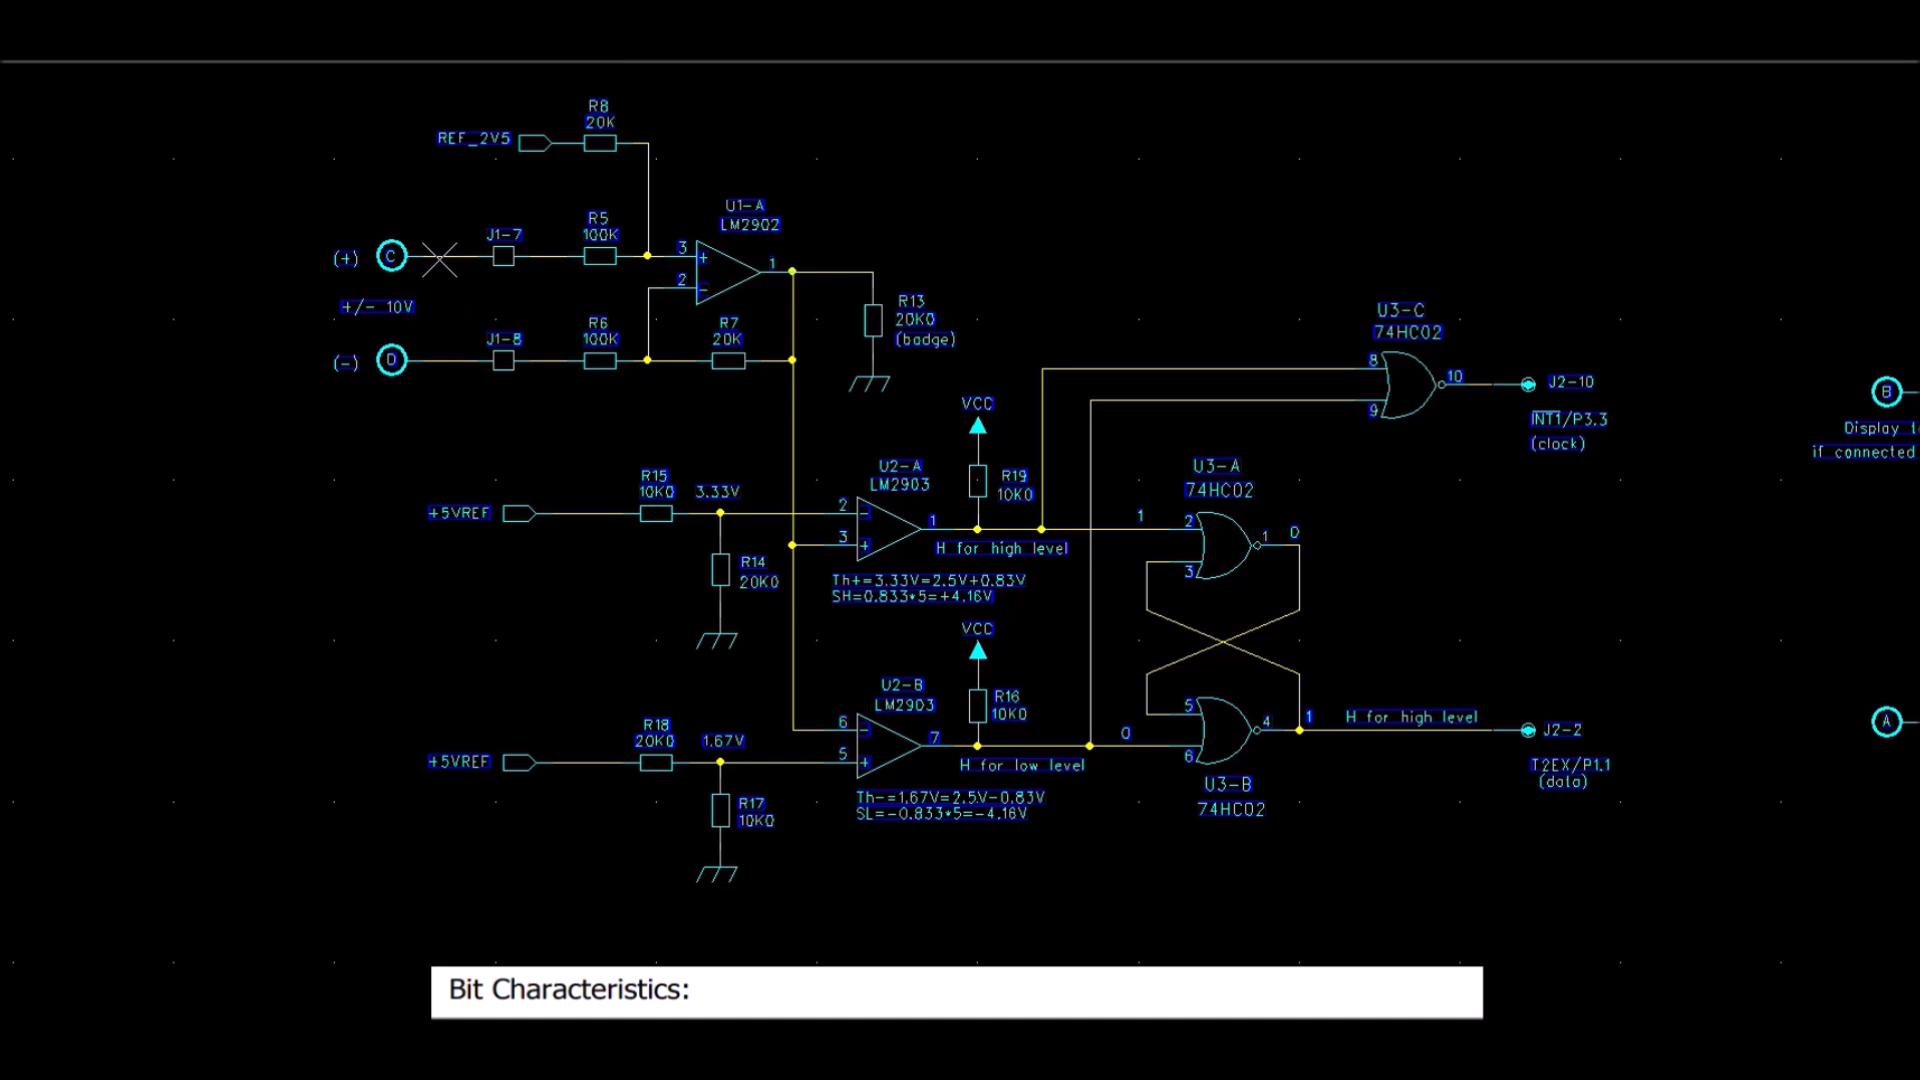 R8
20K
REF_2V5
U1-A
LM2902
R5
100K
J1-7
(+)
C
3
+
1
2
-
+/- 10V
R13
20K0
(badge)
R6
100K
R7
20K
J1-8
(-)
D
U3-C
74HC02
8
10
9
J2-10
INT1/P3.3
(clock)
B
Display
if connected
VCC
R19
10K0
U2-A
LM2903
R15
10K0
3.33V
+5VREF
2
-
1
3
+
H for high level
R14
20K0
Th+=3.33V=2.5V+0.83V
SH=0.833*5=+4.16V
U3-A
74HC02
1
2
1
0
3
VCC
R16
10K0
U2-B
LM2903
R18
20K0
1.67V
+5VREF
6
-
7
5
+
H for low level
R17
10K0
Th-=1.67V=2.5V-0.83V
SL=-0.833*5=-4.16V
0
5
4
1
6
H for high level
J2-2
U3-B
74HC02
T2EX/P1.1
(data)
A
Bit Characteristics: